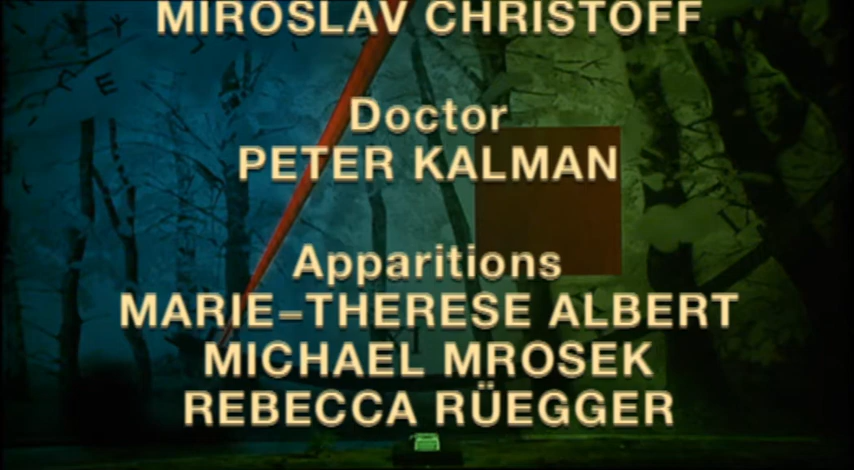 MIROSLAV CHRISTOFF
Doctor
PETER KALMAN
Apparitions
MARIE–THERESE ALBERT
MICHAEL MROSEK
REBECCA RÜEGGER